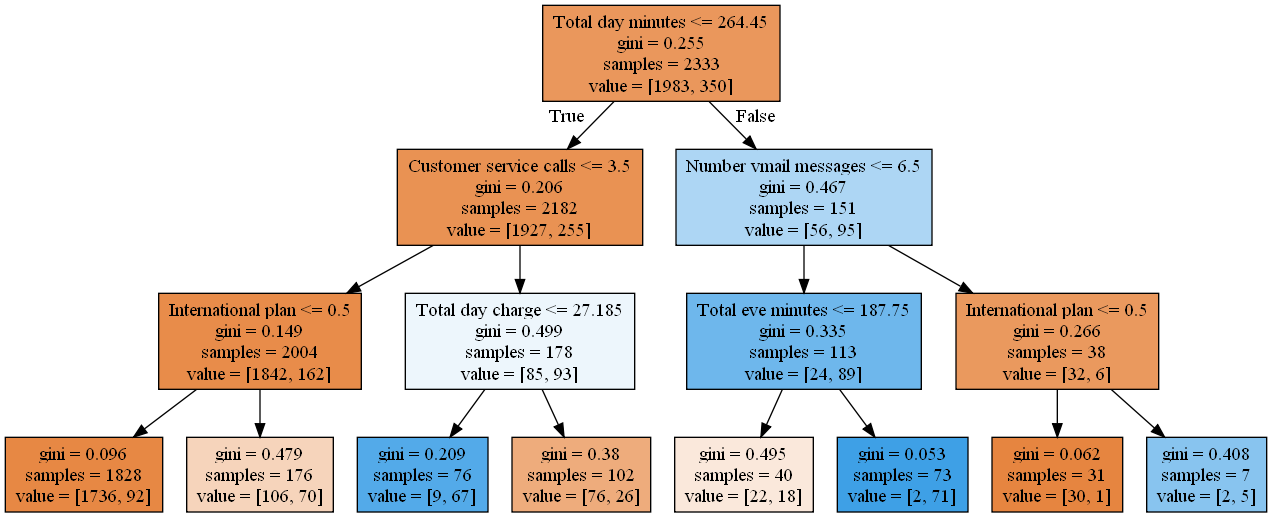 Total day minutes <= 264.45
gini = 0.255
samples = 2333
value = [1983, 350]
True
False
Customer service calls <= 3.5
gini = 0.206
samples = 2182
value = [1927, 255]
Number vmail messages <= 6.5
gini = 0.467
samples = 151
value = [56, 95]
International plan <= 0.5
gini = 0.149
samples = 2004
value = [1842, 162]
Total day charge <= 27.185
gini = 0.499
samples = 178
value = [85, 93]
Total eve minutes <= 187.75
gini = 0.335
samples = 113
value = [24, 89]
International plan <= 0.5
gini = 0.266
samples = 38
value = [32, 6]
gini = 0.096
samples = 1828
value = [1736, 92]
gini = 0.479
samples = 176
value = [106, 70]
gini = 0.209
samples = 76
value = [9, 67]
gini = 0.38
samples = 102
value = [76, 26]
gini = 0.495
samples = 40
value = [22, 18]
gini = 0.053
samples = 73
value = [2, 71]
gini = 0.062
samples = 31
value = [30, 1]
gini = 0.408
samples = 7
value = [2, 5]